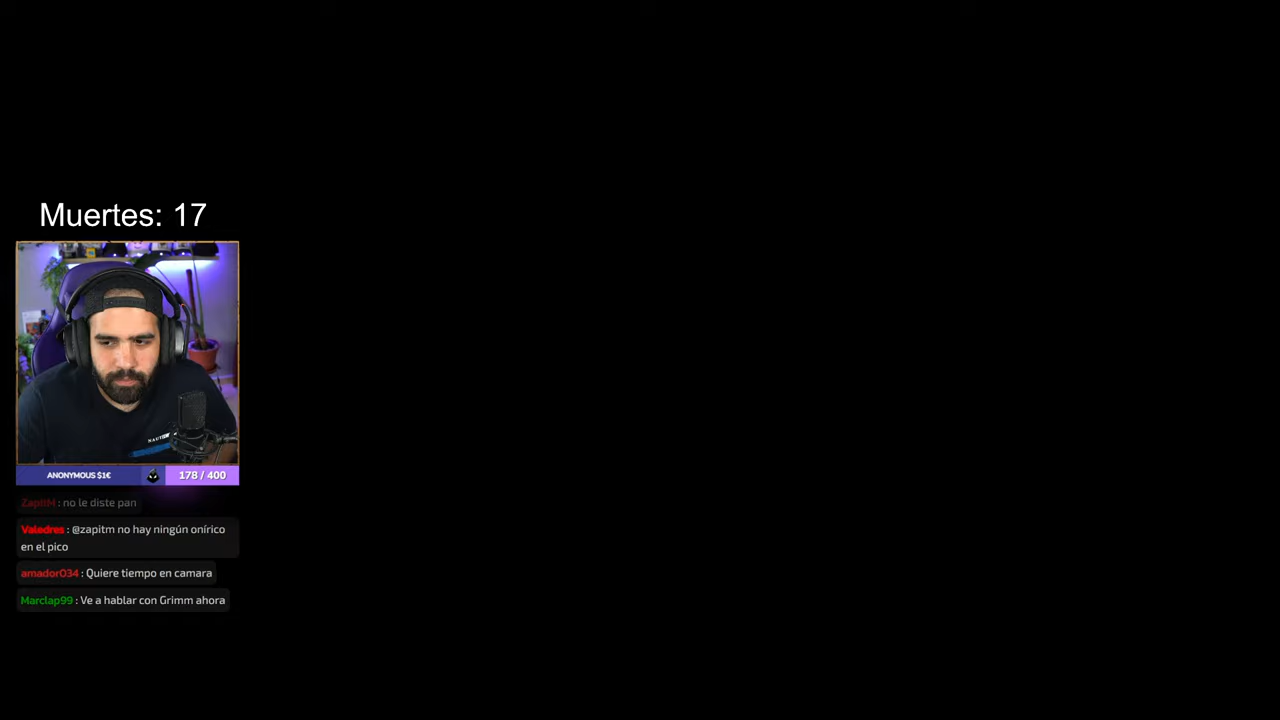 Muertes: 17
ANONYMOUS $1€
178 / 400
ZapitM : no le diste pan
Valedres : @zapitm no hay ningún onírico
en el pico
amador034 : Quiere tiempo en camara
Marclap99 : Ve a hablar con Grimm ahora